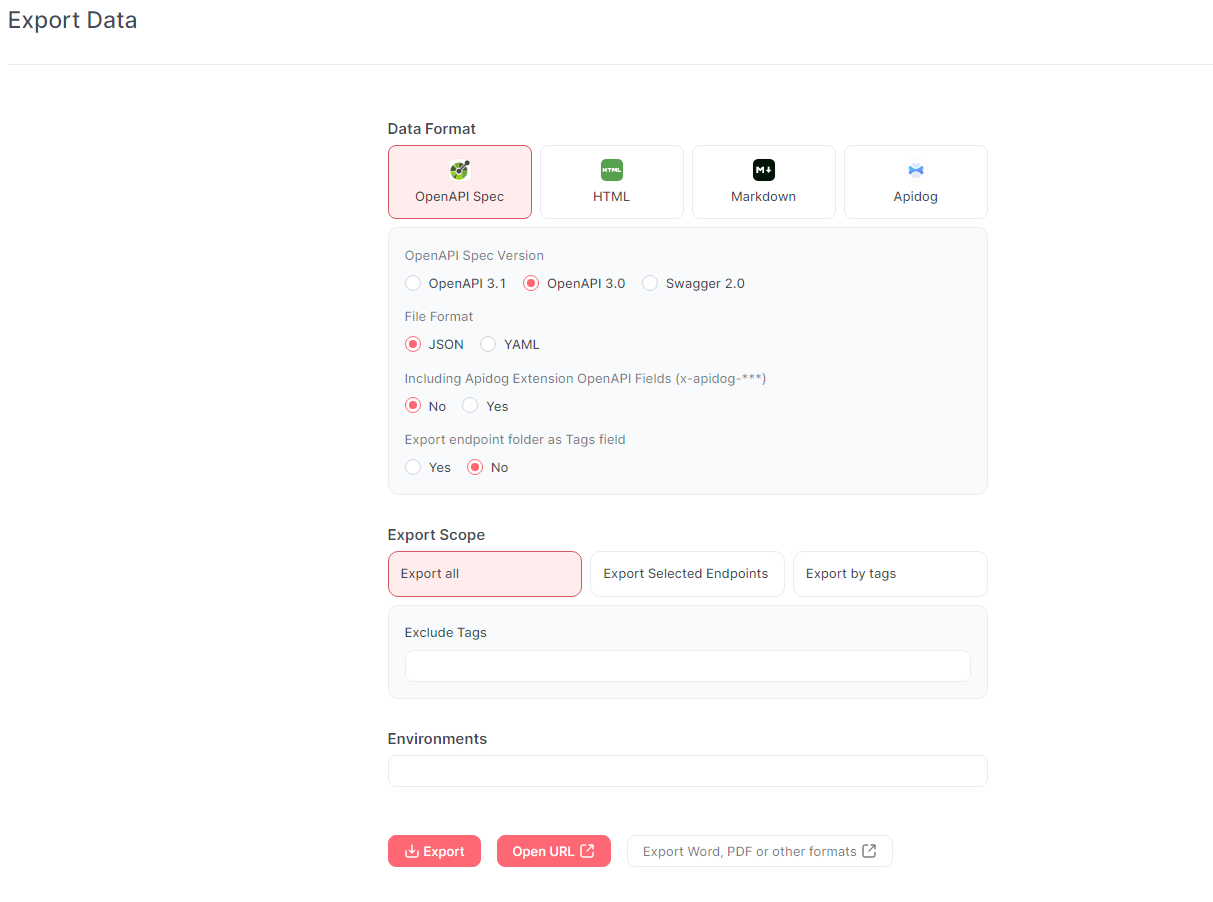 Export Data
Data Format
HTML
M
OpenAPI Spec
HTML
Markdown
Apidog
OpenAPI Spec Version
OpenAPI 3.1
OpenAPI 3.0
Swagger 2.0
File Format
JSON
YAML
Including Apidog Extension OpenAPI Fields (x-apidog-***)
No
Yes
Export endpoint folder as Tags field
Yes
No
Export Scope
Export all
Export Selected Endpoints
Export by tags
Exclude Tags
Environments
Export
Open URL
Export Word, PDF or other formats